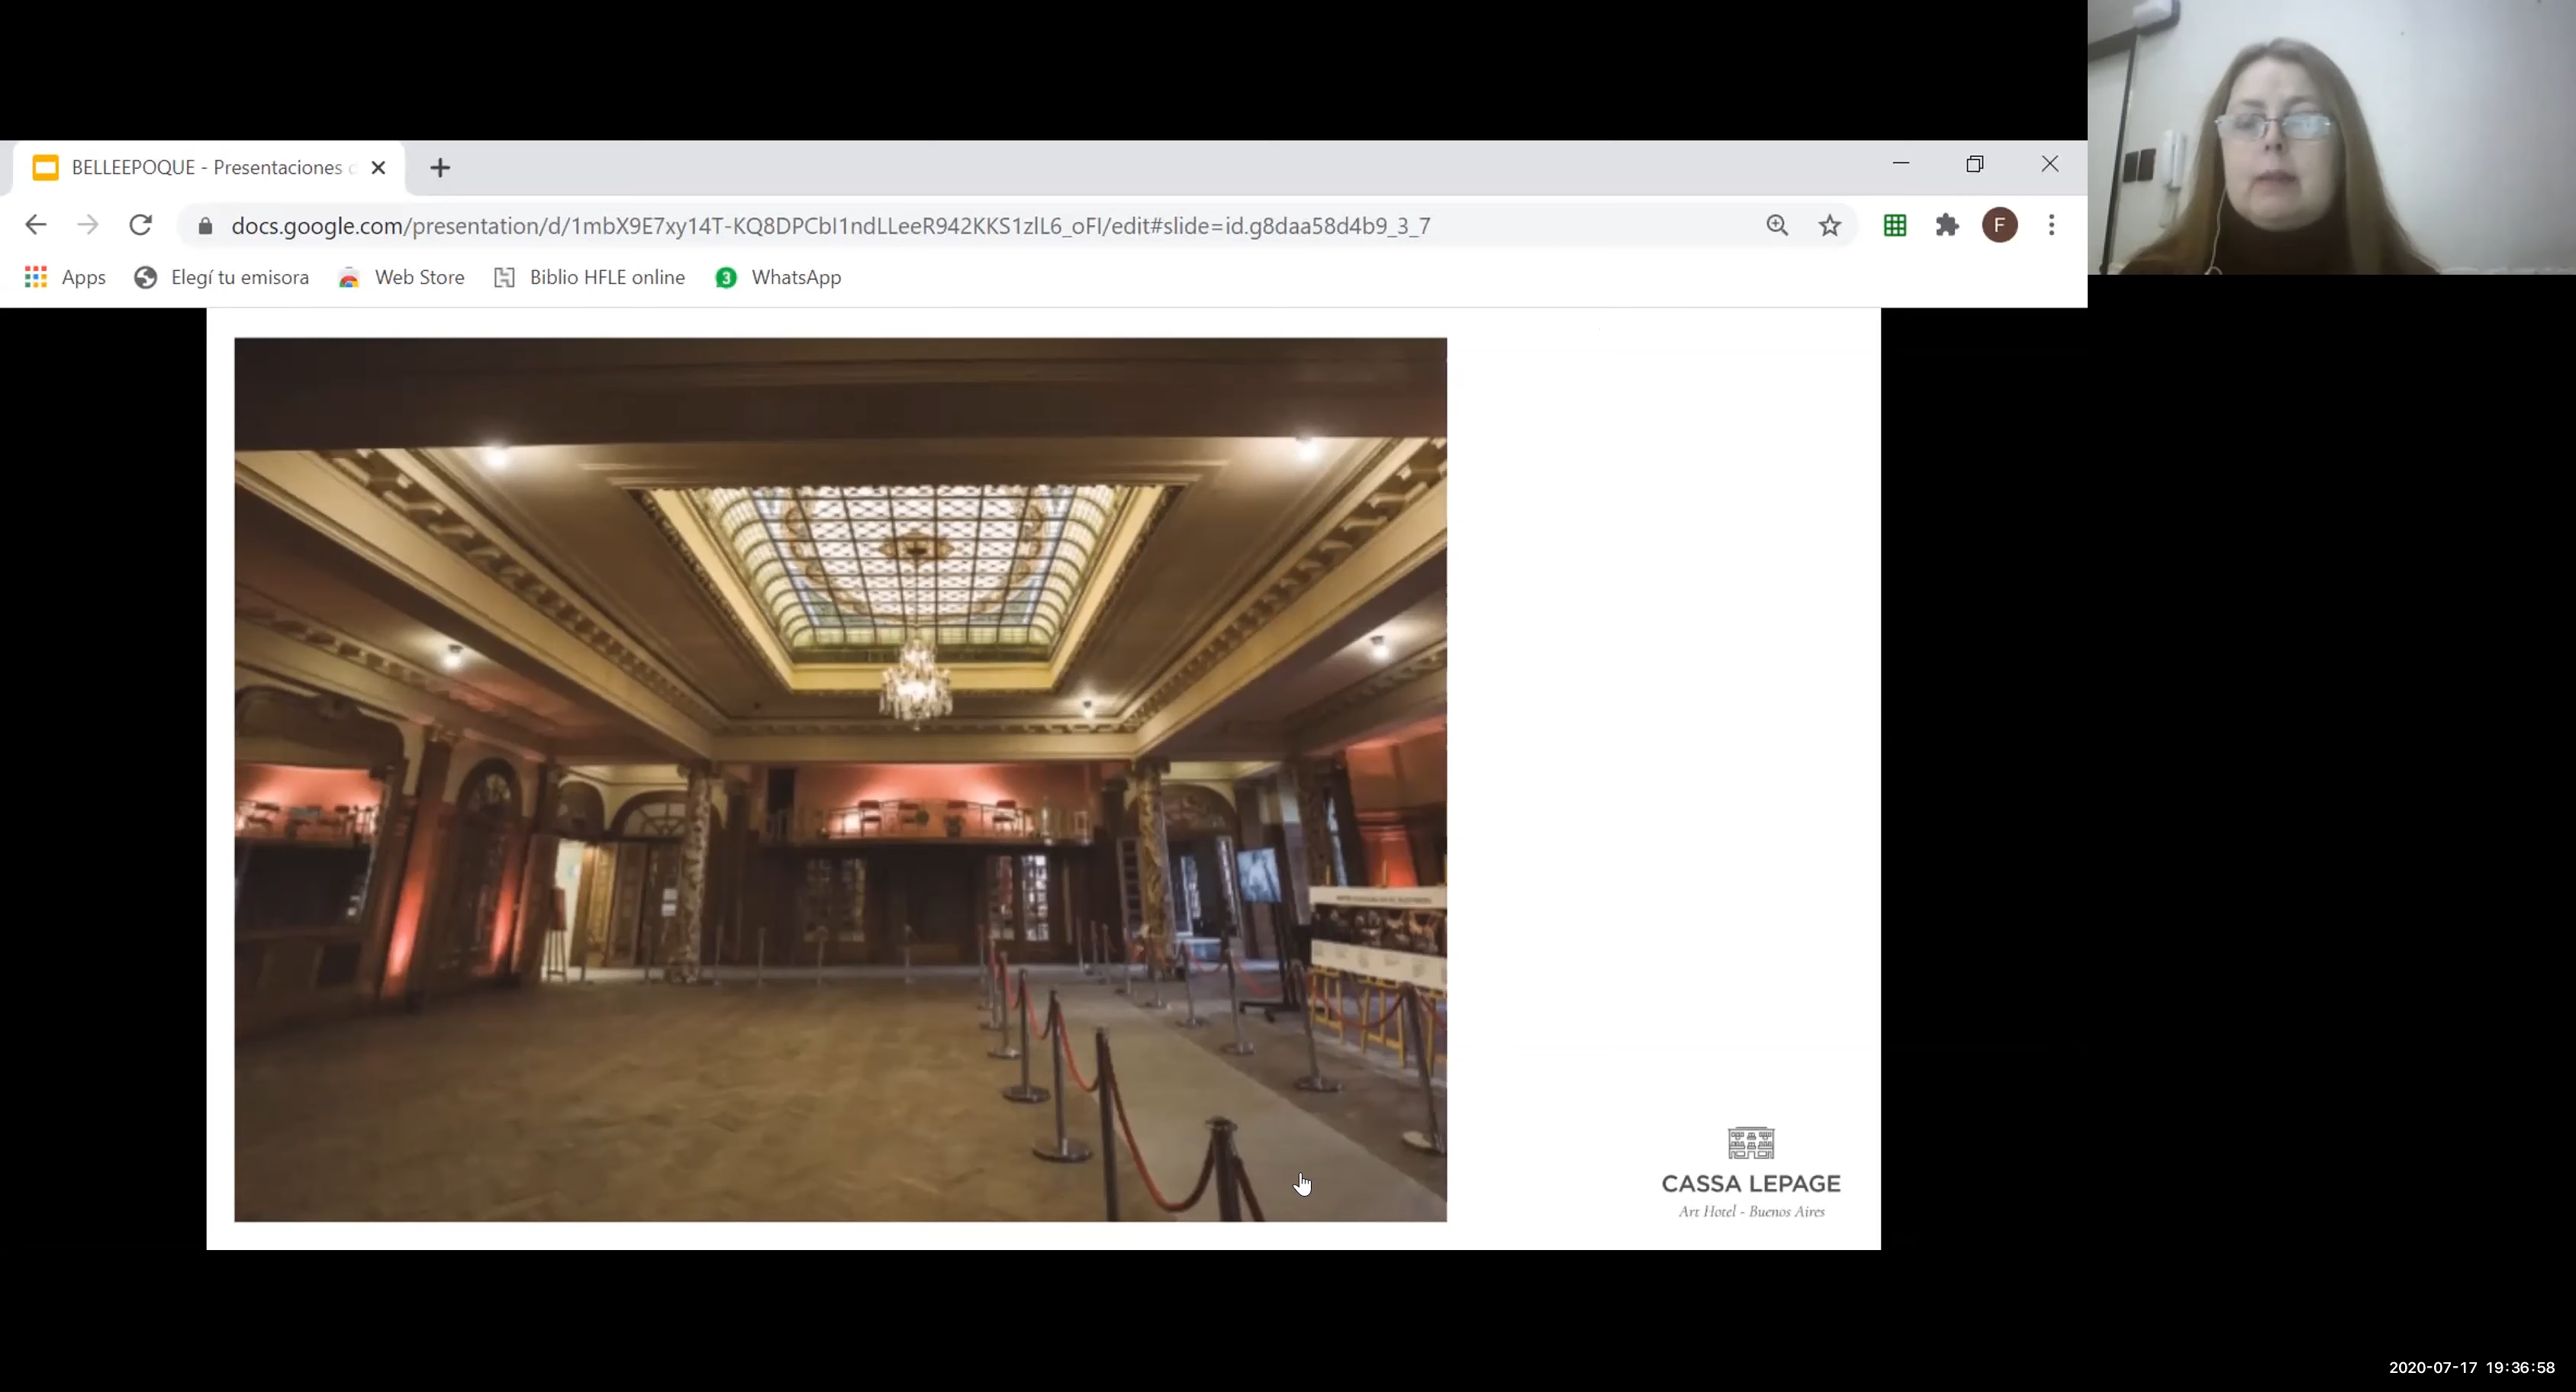 BELLEEPOQUE - Presentaciones
docs.google.com/presentation/d/1mbX9E7xy14T-KQ8DPCbI1ndLLeeR942KKS1zlL6_oFI/edit#slide=id.g8daa58d4b9_3_7
F
Apps Elegí tu emisora Web Store Biblio HFLE online 3 WhatsApp
CASSA LEPAGE
Art Hotel - Buenos Aires
2020-07-17 19:36:58